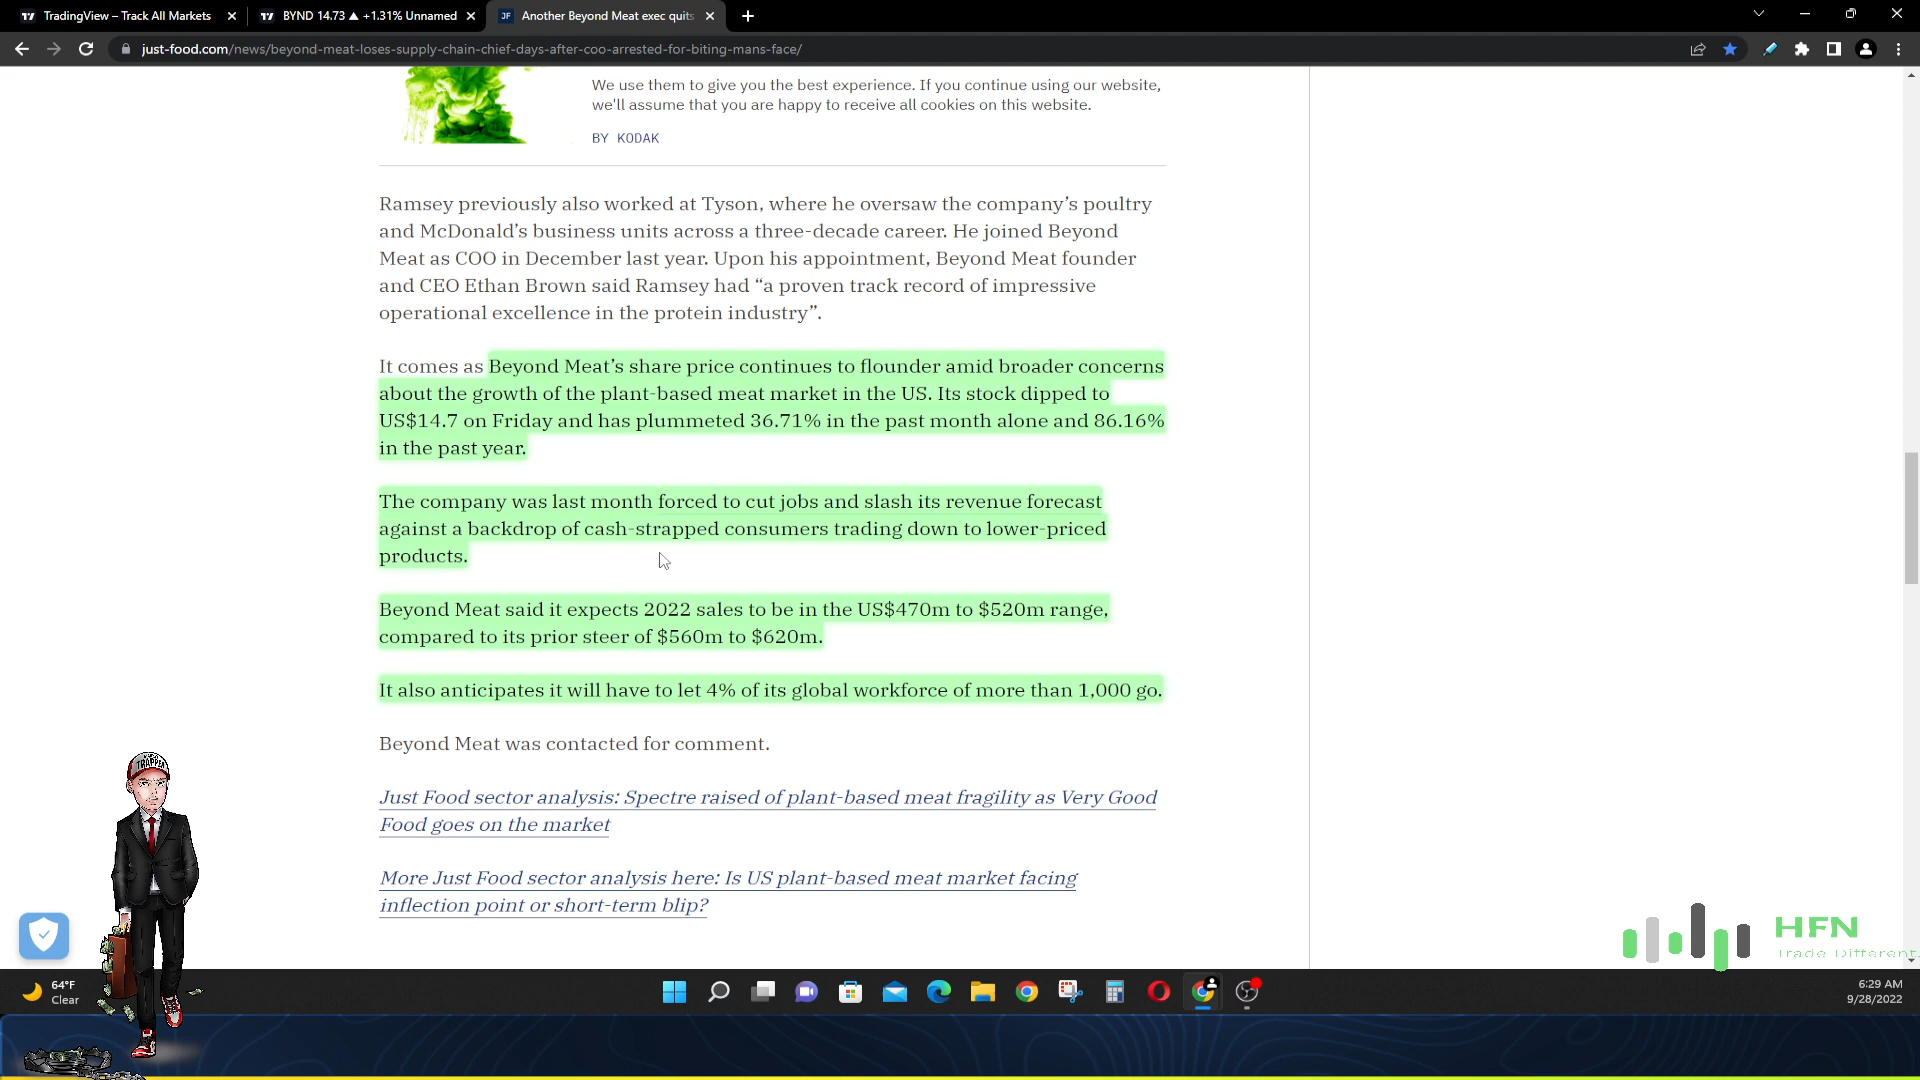 TradingView – Track All Markets
BYND 14.73 ▲ +1.31% Unnamed
JF Another Beyond Meat exec quits
just-food.com/news/beyond-meat-loses-supply-chain-chief-days-after-coo-arrested-for-biting-mans-face/
We use them to give you the best experience. If you continue using our website,
we'll assume that you are happy to receive all cookies on this website.
BY KODAK
Ramsey previously also worked at Tyson, where he oversaw the company's poultry
and McDonald's business units across a three-decade career. He joined Beyond
Meat as COO in December last year. Upon his appointment, Beyond Meat founder
and CEO Ethan Brown said Ramsey had “a proven track record of impressive
operational excellence in the protein industry”.
It comes as Beyond Meat's share price continues to flounder amid broader concerns
about the growth of the plant-based meat market in the US. Its stock dipped to
US$14.7 on Friday and has plummeted 36.71% in the past month alone and 86.16%
in the past year.
The company was last month forced to cut jobs and slash its revenue forecast
against a backdrop of cash-strapped consumers trading down to lower-priced
products.
Beyond Meat said it expects 2022 sales to be in the US$470m to $520m range,
compared to its prior steer of $560m to $620m.
It also anticipates it will have to let 4% of its global workforce of more than 1,000 go.
Beyond Meat was contacted for comment.
Just Food sector analysis: Spectre raised of plant-based meat fragility as Very Good
Food goes on the market
More Just Food sector analysis here: Is US plant-based meat market facing
inflection point or short-term blip?
TRAPPER
HFN
Trade Different
64°F
Clear
6:29 AM
9/28/2022